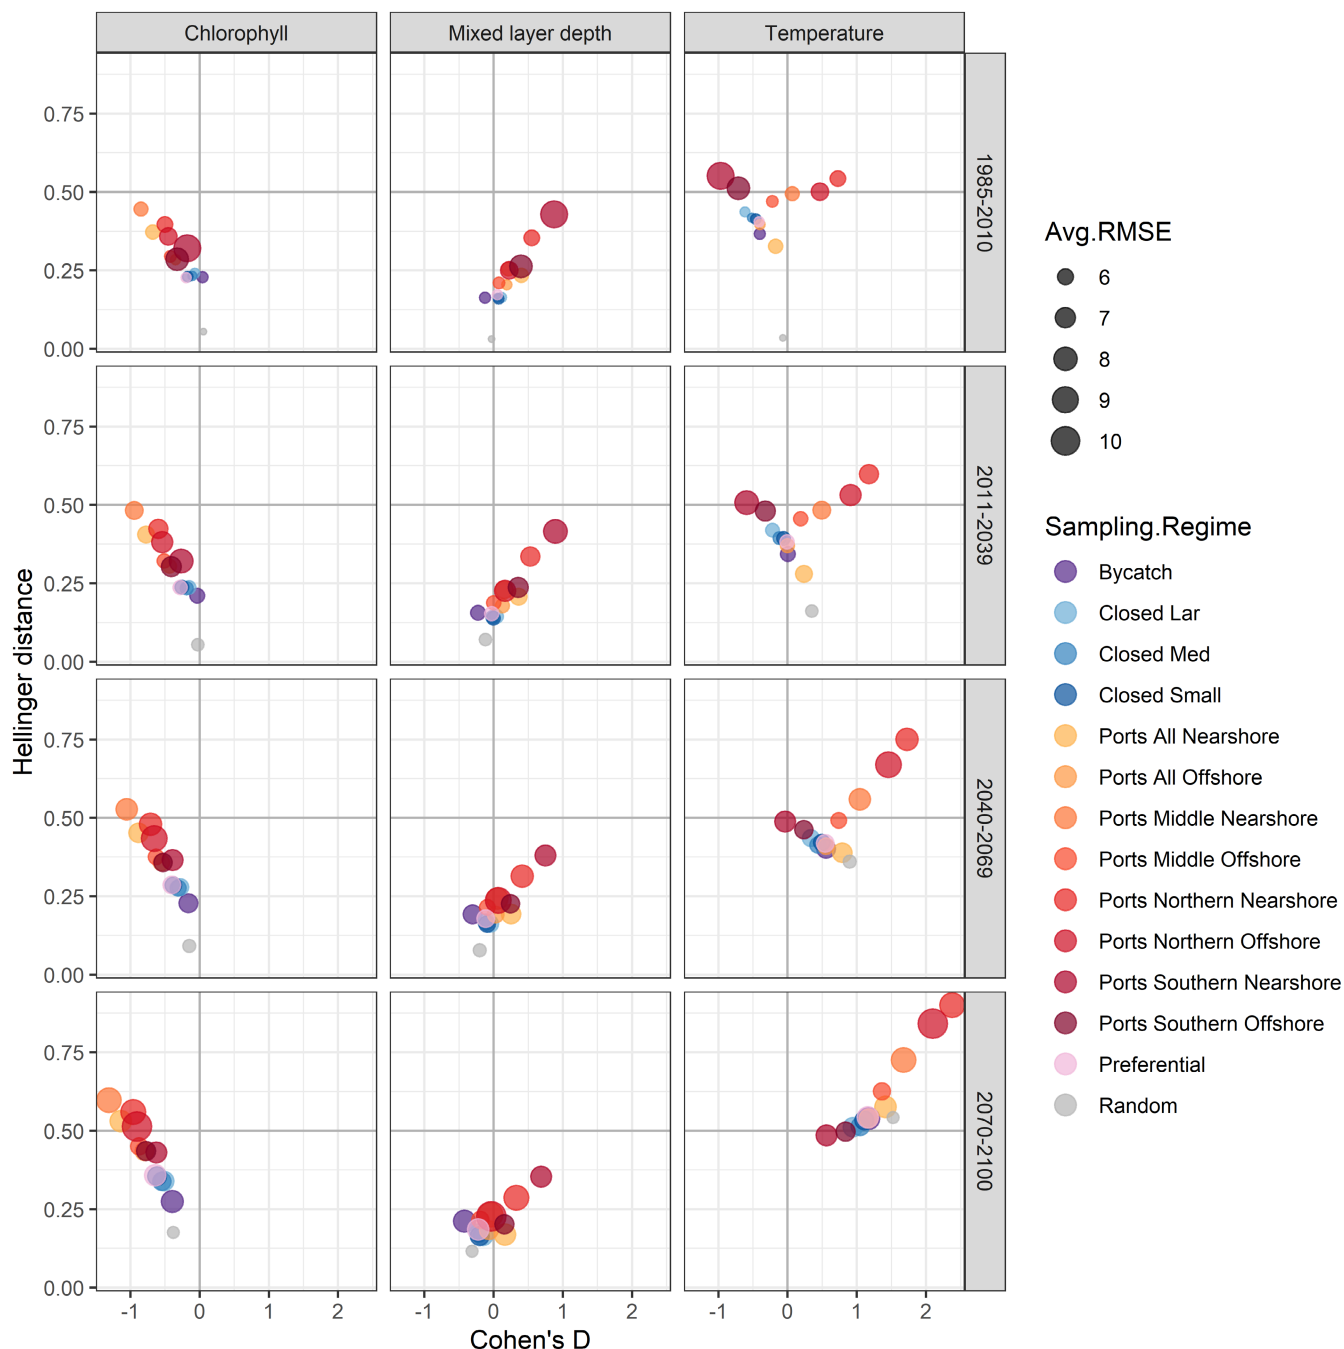 Chlorophyll
Mixed layer depth
Temperature
0.75
0.50
0.25
0.00
1985-2010
0.75
0.50
0.25
0.00
2011-2039
0.75
0.50
0.25
0.00
2040-2069
0.75
0.50
0.25
0.00
2070-2100
-1 0 1 2
-1 0 1 2
-1 0 1 2
Hellinger distance
Cohen's D
Avg.RMSE
6
7
8
9
10
Sampling.Regime
Bycatch
Closed Lar
Closed Med
Closed Small
Ports All Nearshore
Ports All Offshore
Ports Middle Nearshore
Ports Middle Offshore
Ports Northern Nearshore
Ports Northern Offshore
Ports Southern Nearshore
Ports Southern Offshore
Preferential
Random